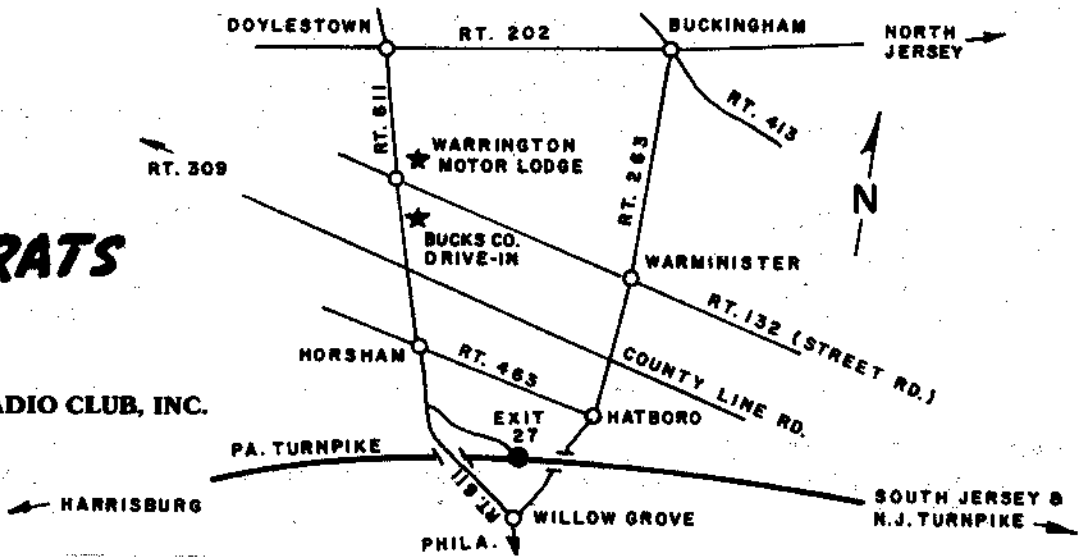 DOYLESTOWN
RT. 202
BUCKINGHAM
NORTH
JERSEY
RT. 611
RT. 413
RT. 309
WARRINGTON
MOTOR LODGE
RT. 263
N
RATS
BUCKS CO.
DRIVE-IN
WARMINISTER
RT. 132 (STREET RD.)
HORSHAM
RT. 463
COUNTY LINE RD.
ADIO CLUB, INC.
EXIT
27
HATBORO
PA. TURNPIKE
RT. 611
HARRISBURG
WILLOW GROVE
SOUTH JERSEY &
N.J. TURNPIKE
PHILA.